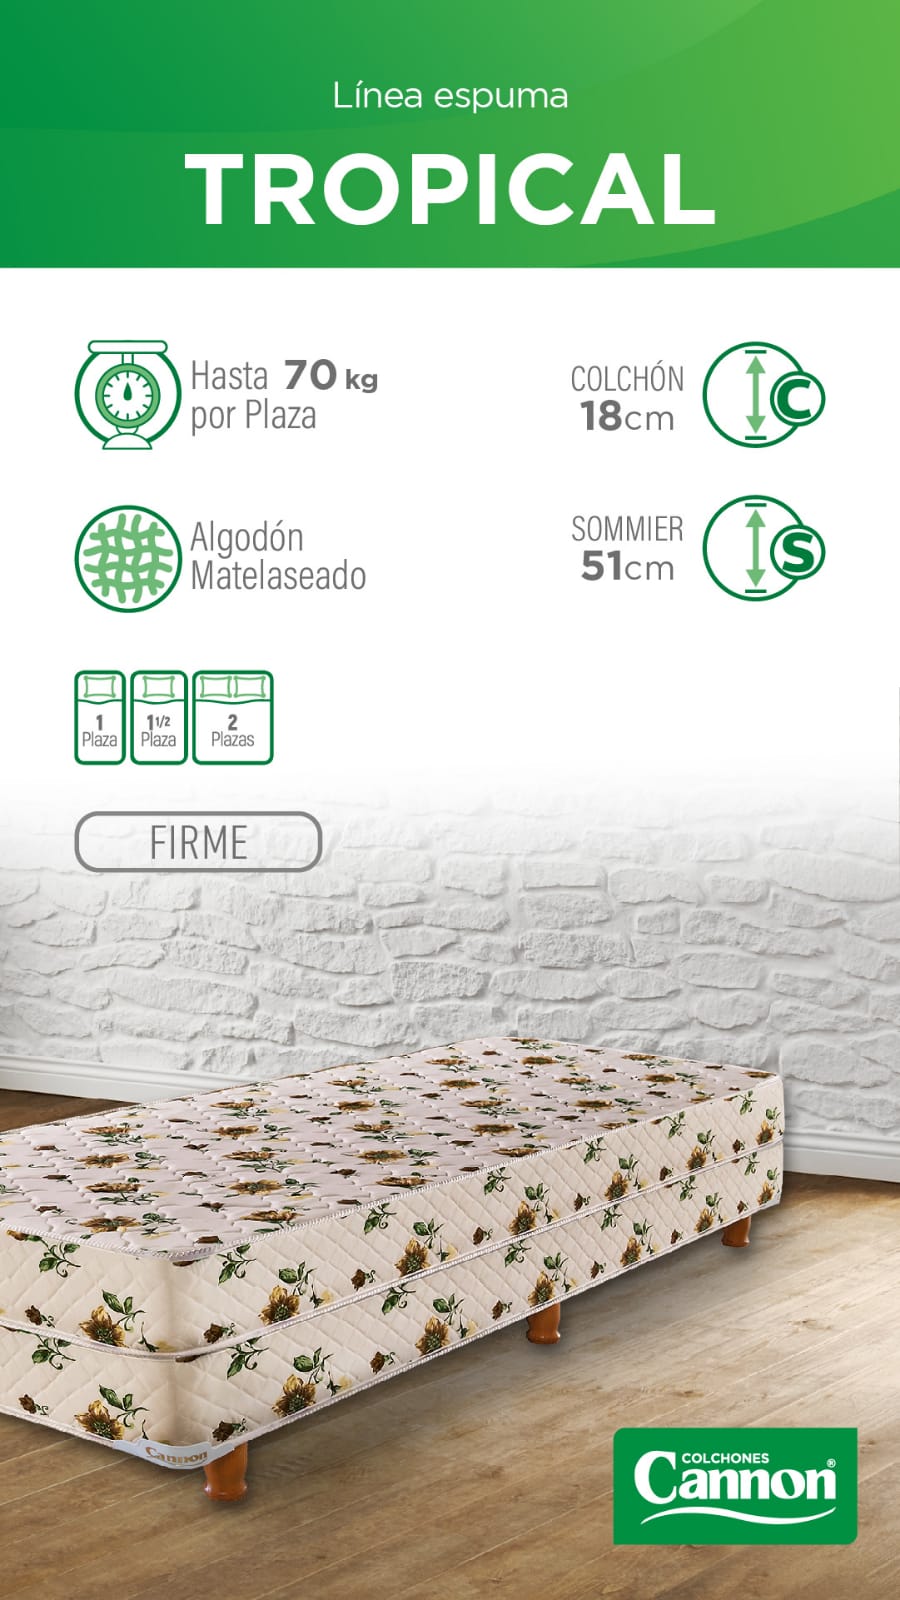 Línea espuma
TROPICAL
Hasta 70 kg
por Plaza
COLCHÓN
18cm
C
Algodón
Matelaseado
SOMMIER
51cm
S
1
Plaza
1 1/2
Plaza
2
Plazas
FIRME
Cannon
COLCHONES
Cannon®